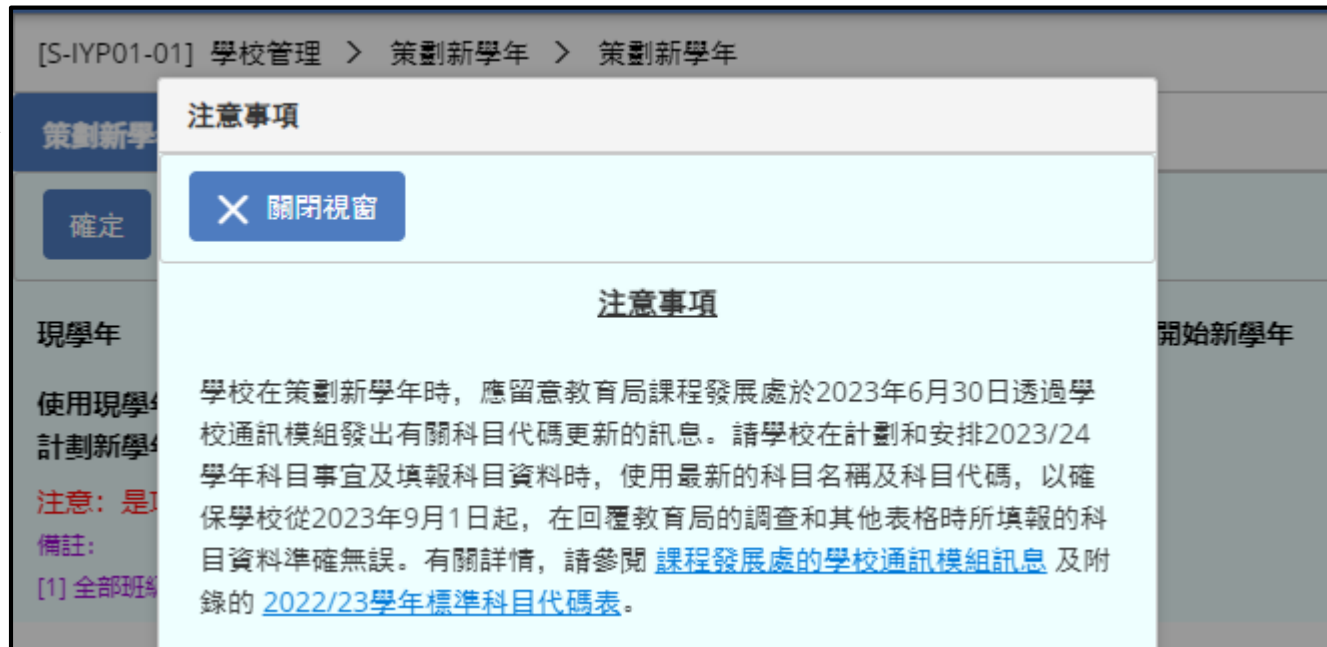 [S-IYP01-01] 學校管理 > 策劃新學年 > 策劃新學年
策劃新學
注意事項
確定
關閉視窗
注意事項
現學年
開始新學年
使用現學
計劃新學
注意：是
備註：
[1] 全部班
學校在策劃新學年時，應留意教育局課程發展處於2023年6月30日透過學
校通訊模組發出有關科目代碼更新的訊息。請學校在計劃和安排2023/24
學年科目事宜及填報科目資料時，使用最新的科目名稱及科目代碼，以確
保學校從2023年9月1日起，在回覆教育局的調查和其他表格時所填報的科
目資料準確無誤。有關詳情，請參閱 課程發展處的學校通訊模組訊息 及附
錄的 2022/23學年標準科目代碼表。